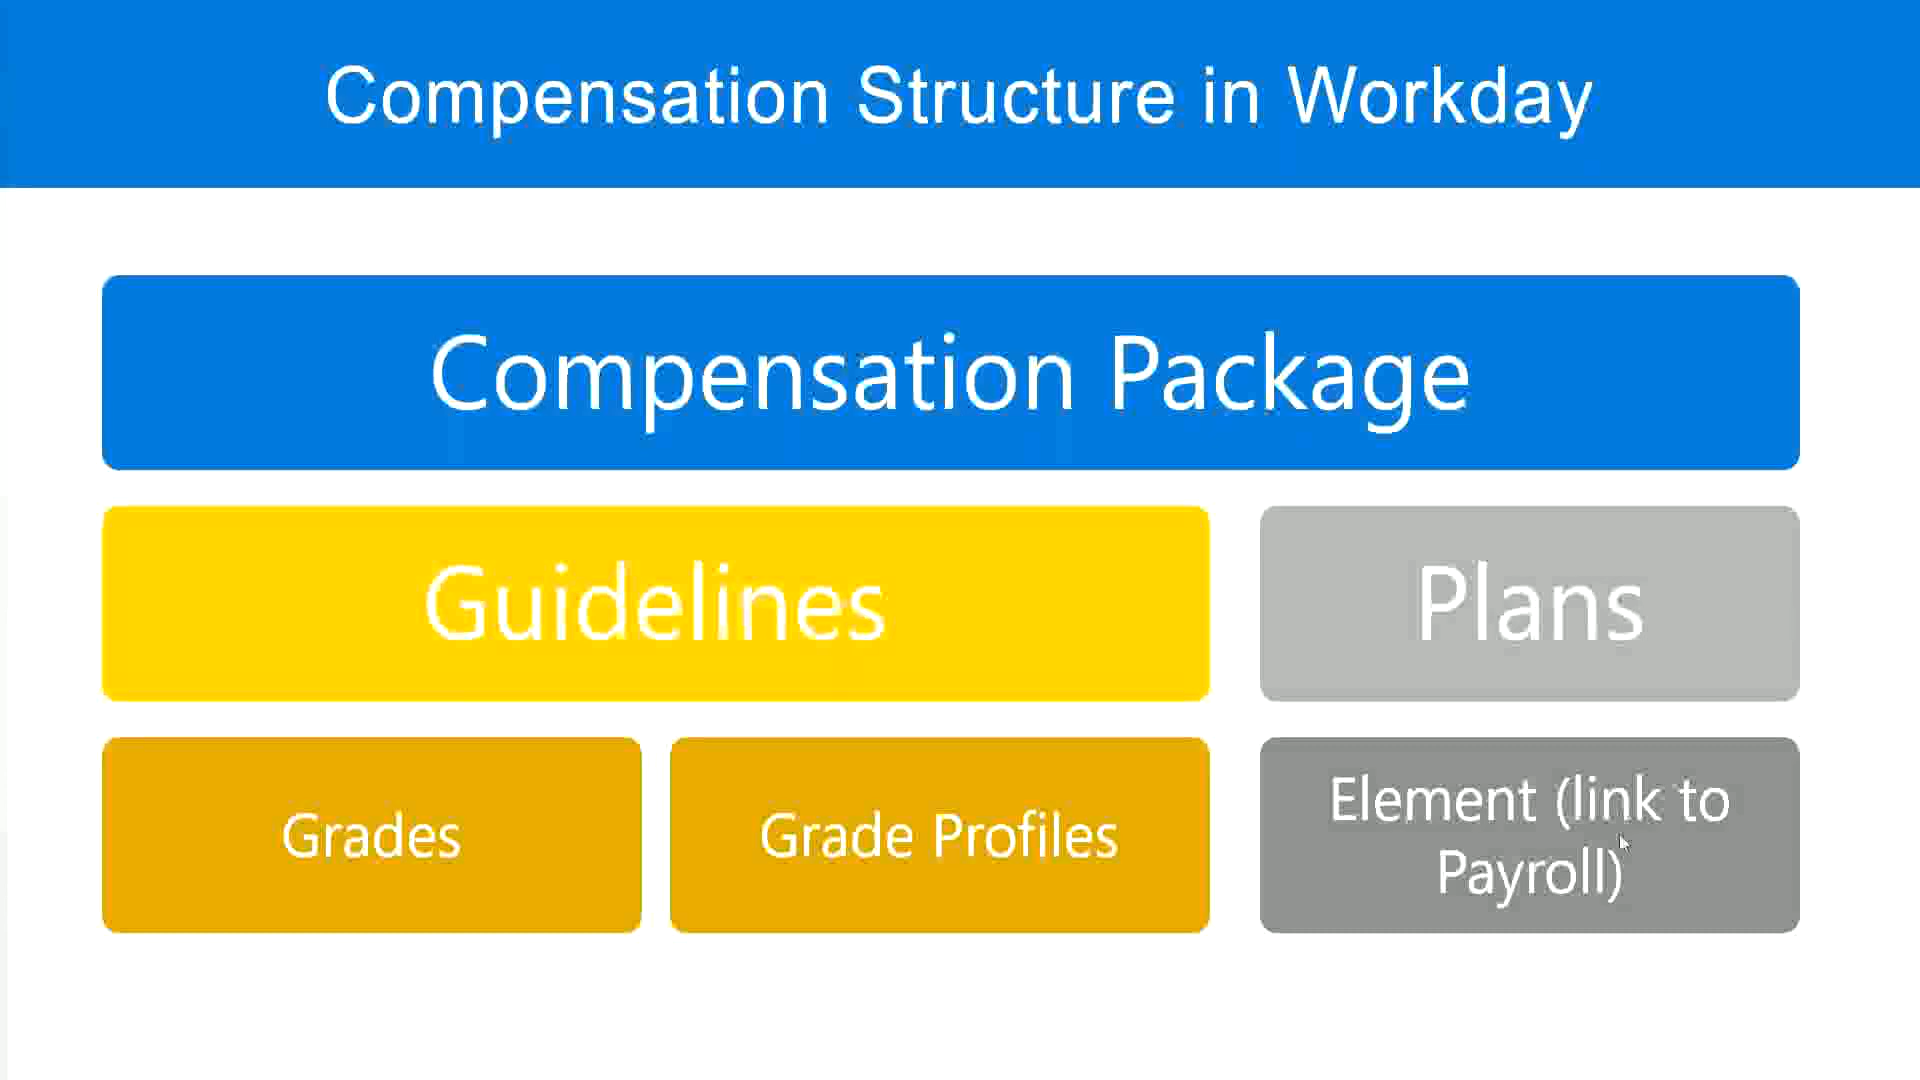 Compensation Structure in Workday
Compensation Package
Guidelines
Plans
Grades
Grade Profiles
Element (link to
Payroll)